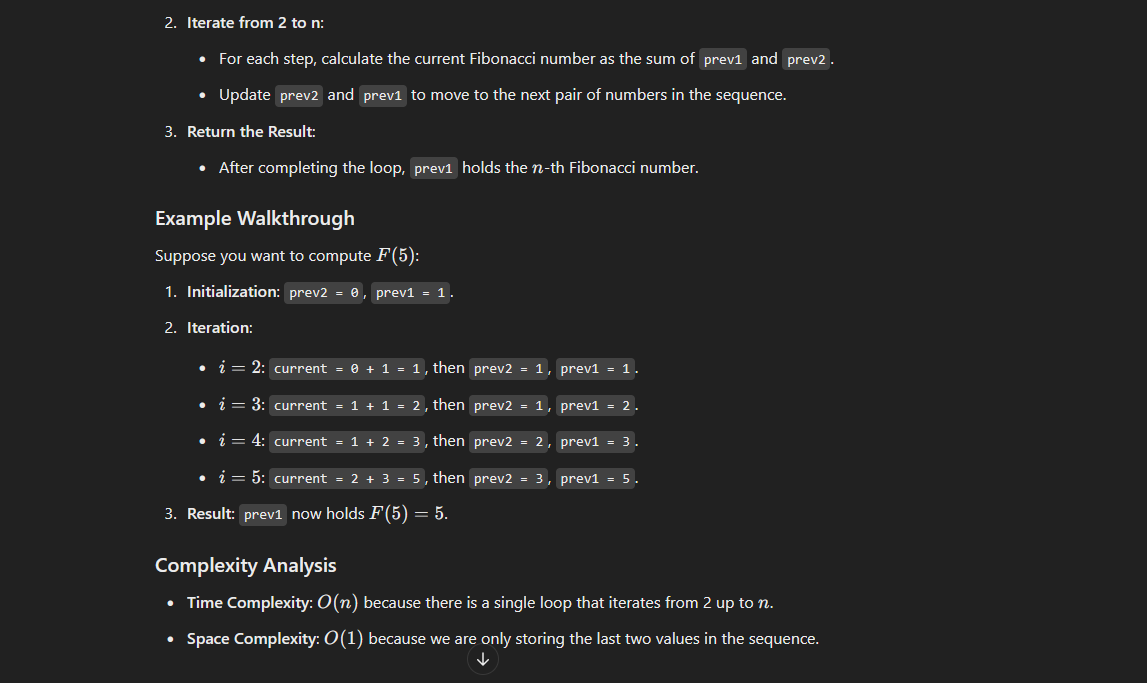 2. Iterate from 2 to n:
• For each step, calculate the current Fibonacci number as the sum of prev1 and prev2.
• Update prev2 and prev1 to move to the next pair of numbers in the sequence.
3. Return the Result:
• After completing the loop, prev1 holds the n-th Fibonacci number.
Example Walkthrough
Suppose you want to compute F(5):
1. Initialization: prev2 = 0, prev1 = 1.
2. Iteration:
• i = 2: current = 0 + 1 = 1, then prev2 = 1, prev1 = 1.
• i = 3: current = 1 + 1 = 2, then prev2 = 1, prev1 = 2.
• i = 4: current = 1 + 2 = 3, then prev2 = 2, prev1 = 3.
• i = 5: current = 2 + 3 = 5, then prev2 = 3, prev1 = 5.
3. Result: prev1 now holds F(5) = 5.
Complexity Analysis
• Time Complexity: O(n) because there is a single loop that iterates from 2 up to n.
• Space Complexity: O(1) because we are only storing the last two values in the sequence.